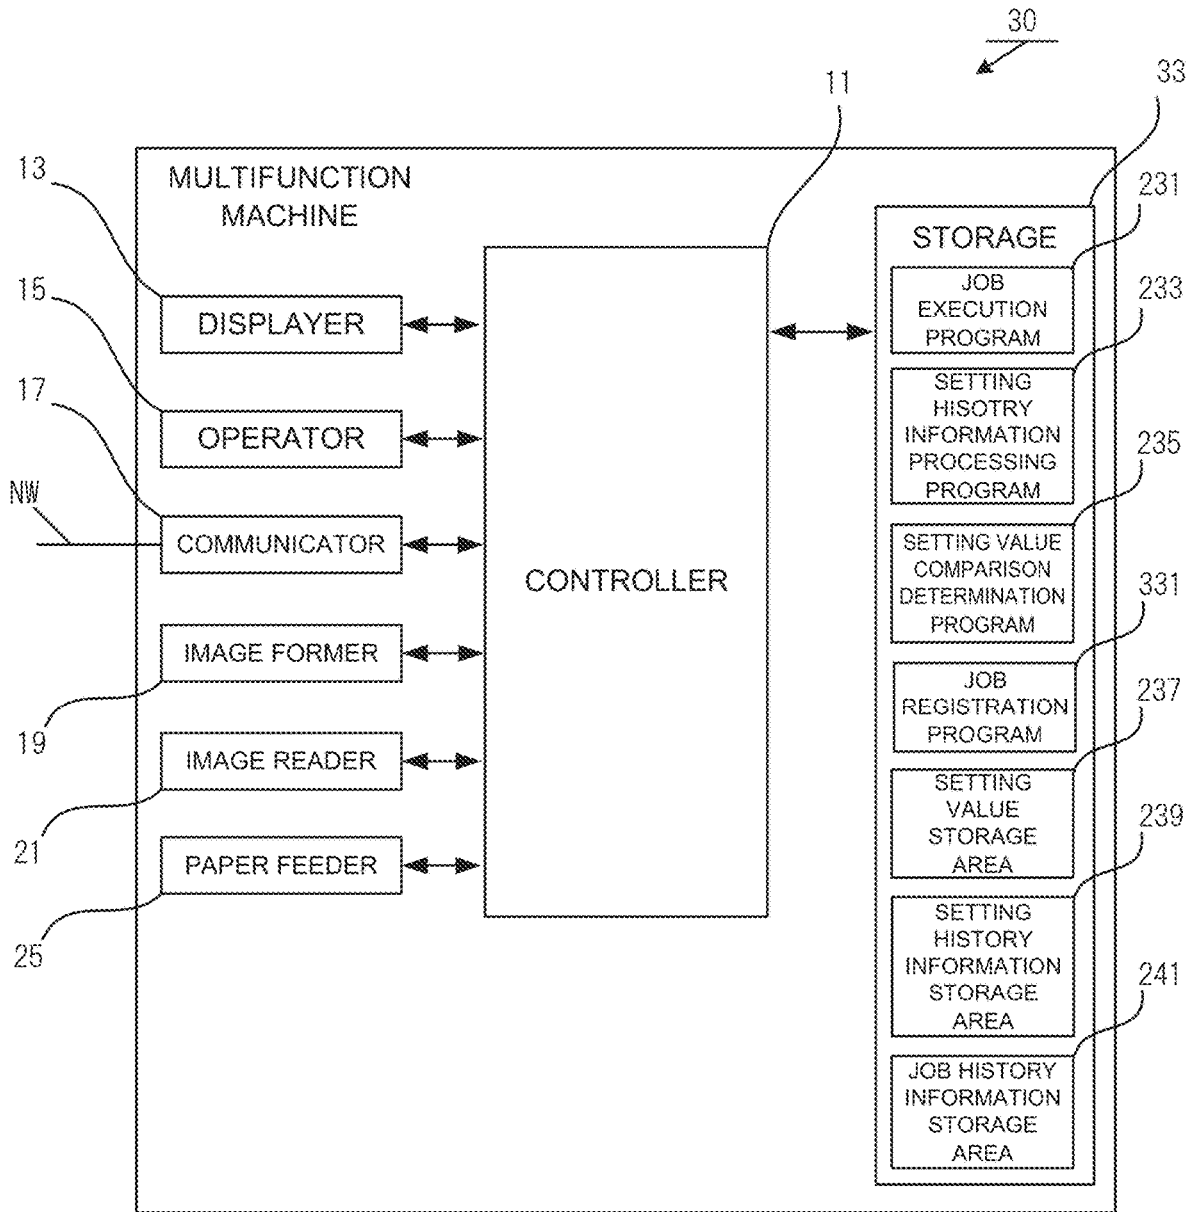 30
11
33
MULTIFUNCTION
MACHINE
13
DISPLAYER
15
OPERATOR
17
NW
COMMUNICATOR
IMAGE FORMER
19
IMAGE READER
21
PAPER FEEDER
25
CONTROLLER
STORAGE
231
JOB
EXECUTION
PROGRAM
233
SETTING
HISOTRY
INFORMATION
PROCESSING
PROGRAM
235
SETTING VALUE
COMPARISON
DETERMINATION
PROGRAM
331
JOB
REGISTRATION
PROGRAM
237
SETTING
VALUE
STORAGE
AREA
239
SETTING
HISTORY
INFORMATION
STORAGE
AREA
241
JOB HISTORY
INFORMATION
STORAGE
AREA